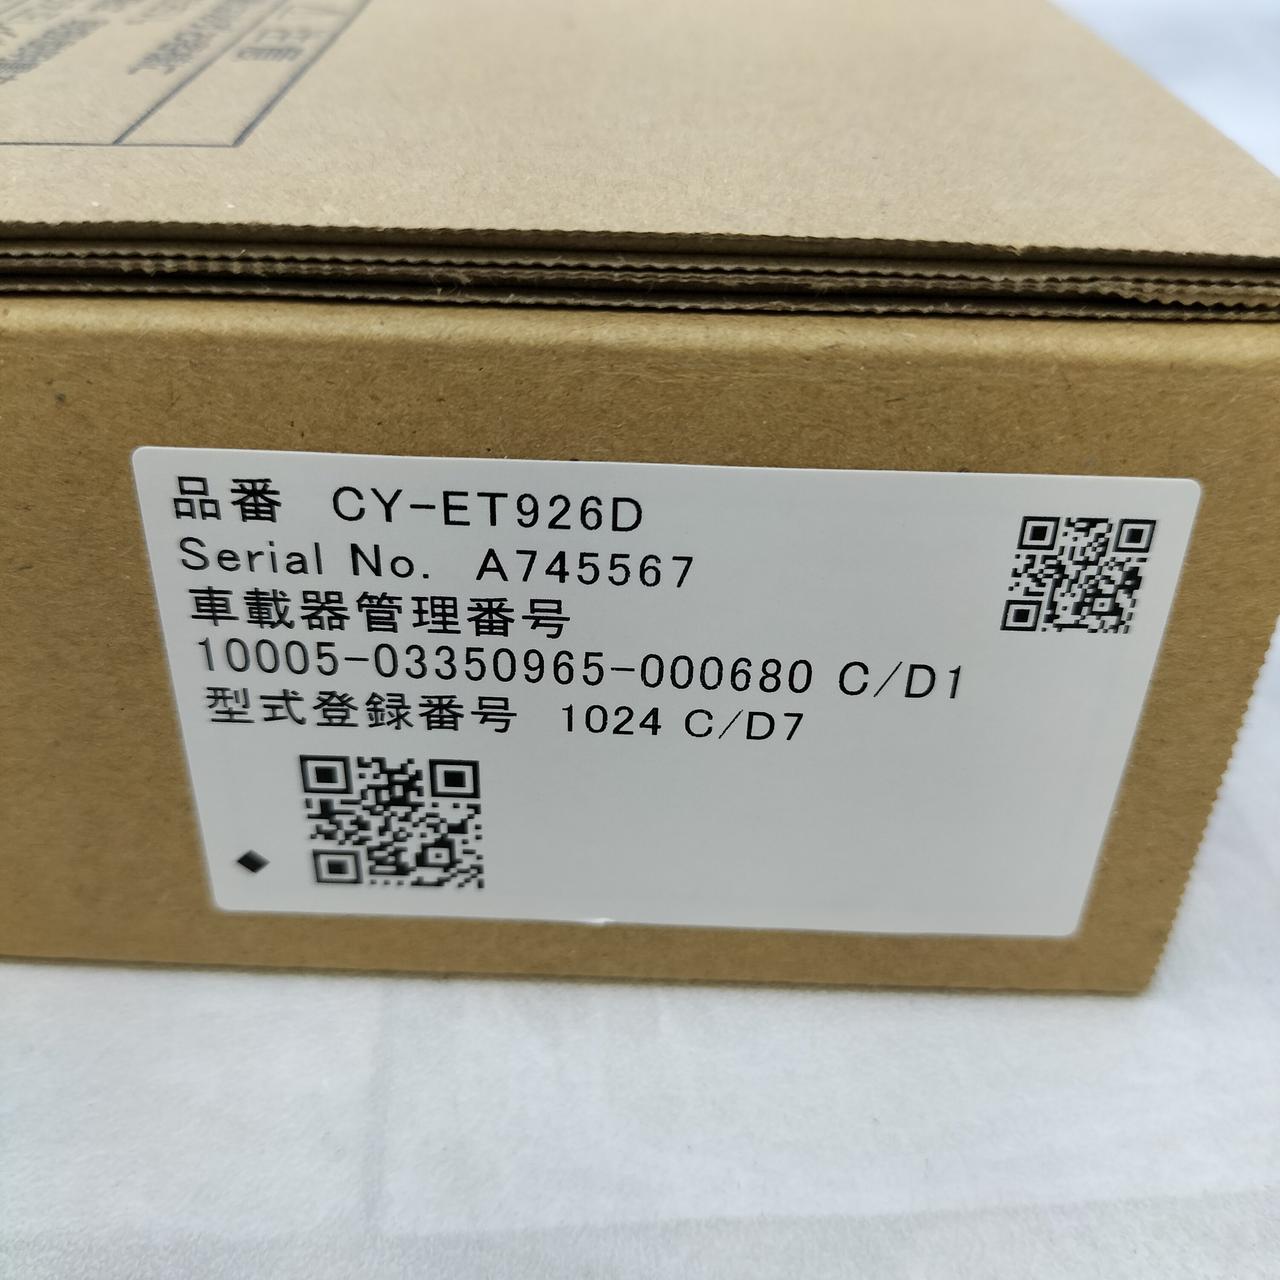 品番 CY-ET926D
Serial No. A745567
車載器管理番号
10005-03350965-000680 C/D1
型式登録番号 1024 C/D7